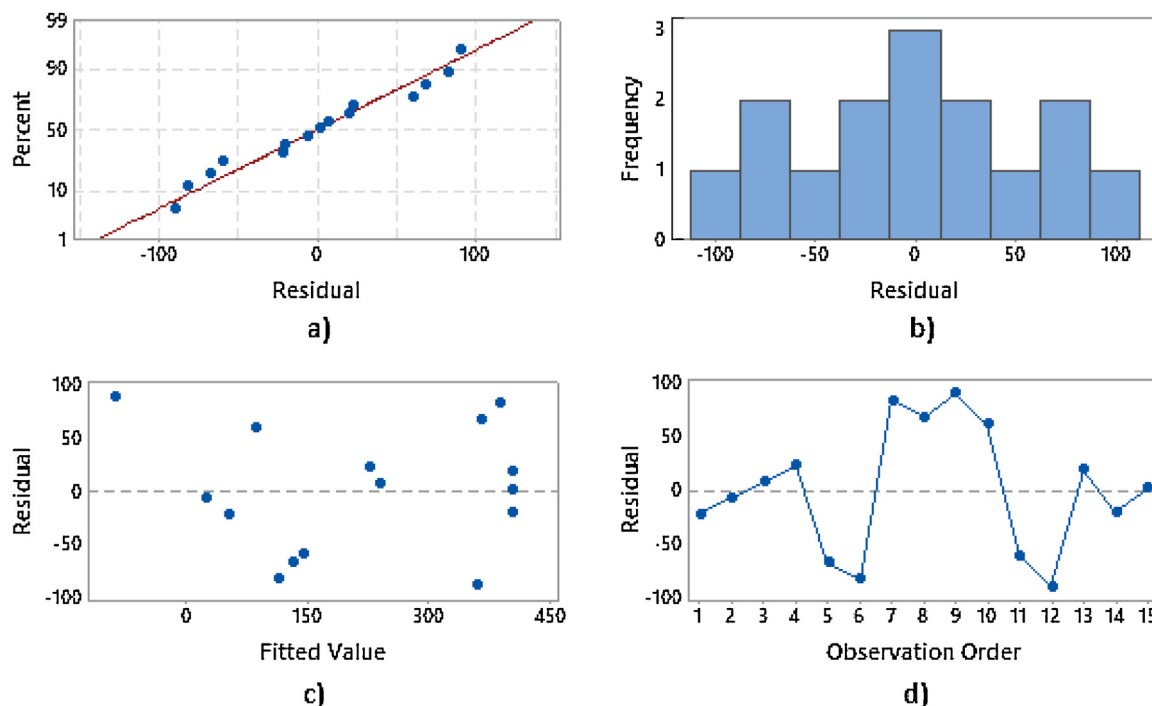 99
90
50
10
1
Percent
-100 0 100
Residual
a)
3
2
1
0
Frequency
-100 -50 0 50 100
Residual
b)
100
50
0
-50
-100
Residual
0 150 300 450
Fitted Value
c)
100
50
0
-50
-100
Residual
1 2 3 4 5 6 7 8 9 10 11 12 13 14 15
Observation Order
d)